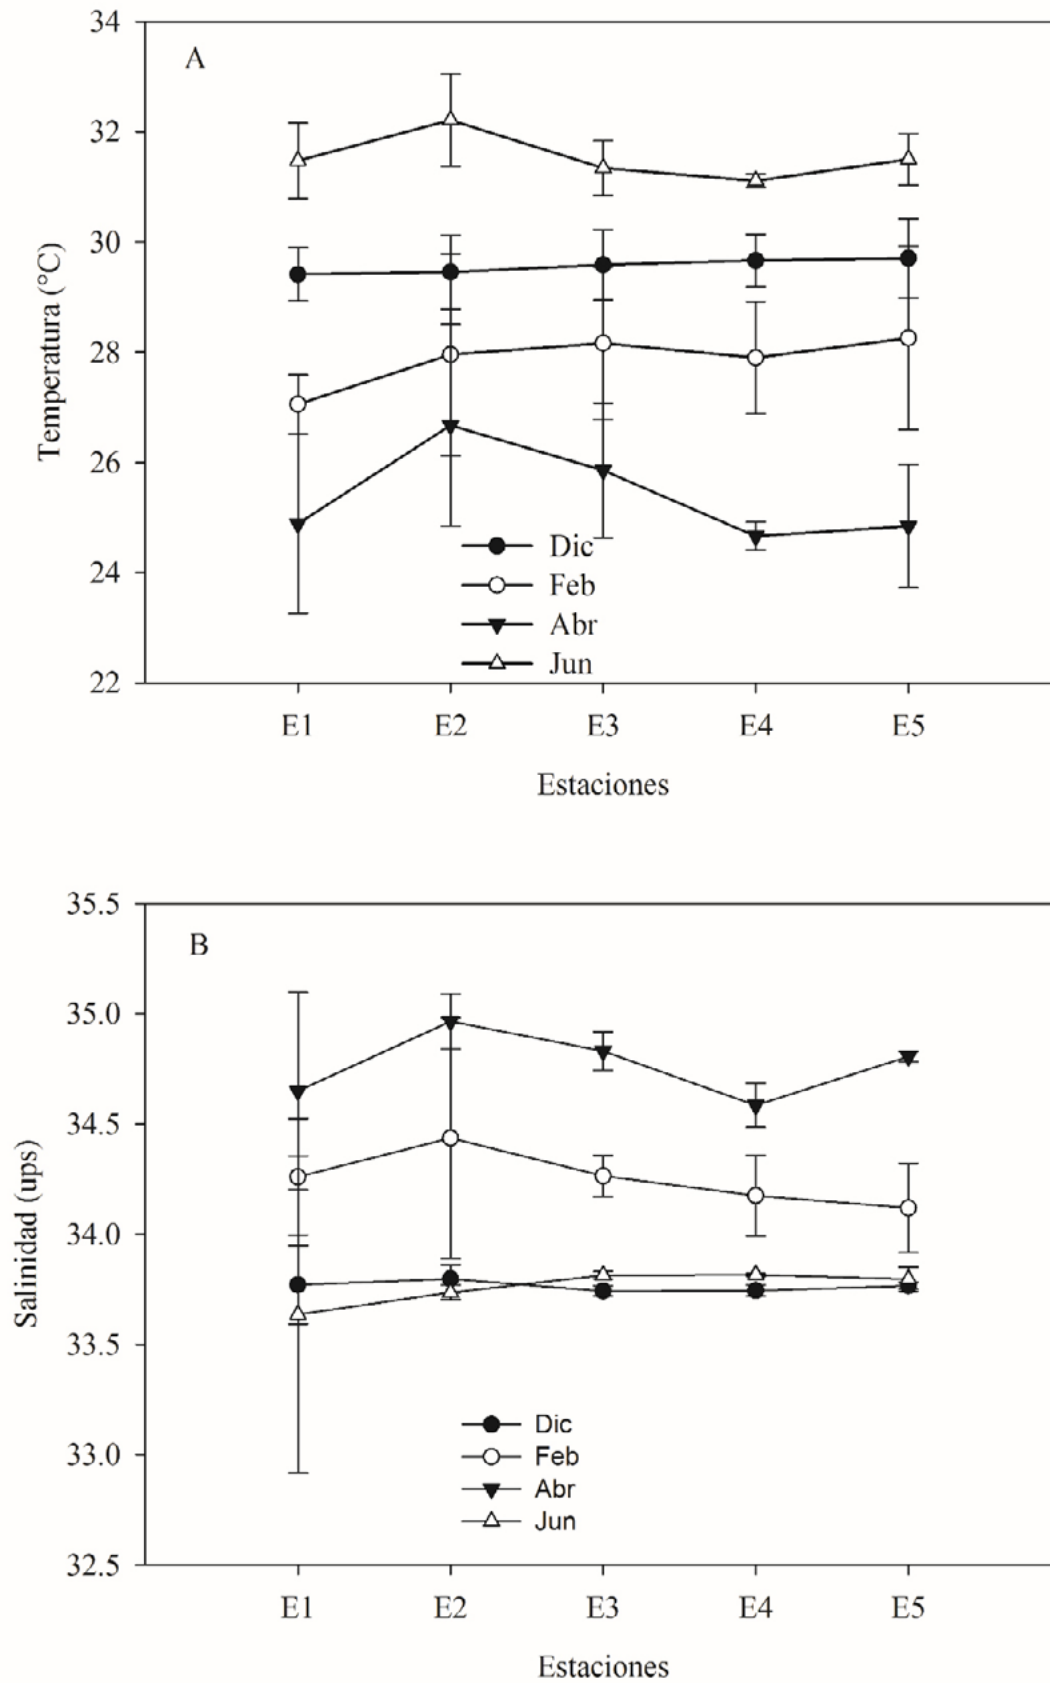 A
34
32
30
28
26
24
22
Temperatura (°C)
Dic
Feb
Abr
Jun
E1 E2 E3 E4 E5
Estaciones
B
35.5
35.0
34.5
34.0
33.5
33.0
32.5
Salinidad (ups)
Dic
Feb
Abr
Jun
E1 E2 E3 E4 E5
Estaciones